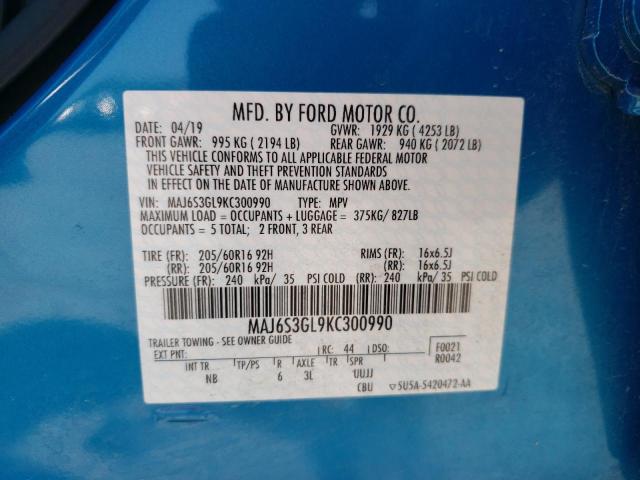 MFD. BY FORD MOTOR CO.
DATE: 04/19 GVWR: 1929 KG ( 4253 LB)
FRONT GAWR: 995 KG ( 2194 LB) REAR GAWR: 940 KG ( 2072 LB)
THIS VEHICLE CONFORMS TO ALL APPLICABLE FEDERAL MOTOR
VEHICLE SAFETY AND THEFT PREVENTION STANDARDS
IN EFFECT ON THE DATE OF MANUFACTURE SHOWN ABOVE.
VIN: MAJ6S3GL9KC300990 TYPE: MPV
MAXIMUM LOAD = OCCUPANTS + LUGGAGE = 375KG/ 827LB
OCCUPANTS = 5 TOTAL; 2 FRONT, 3 REAR
TIRE (FR): 205/60R16 92H RIMS (FR): 16x6.5J
(RR): 205/60R16 92H (RR): 16x6.5J
PRESSURE (FR): 240 kPa/ 35 PSI COLD (RR): 240 kPa/ 35 PSI COLD
MAJ6S3GL9KC300990
TRAILER TOWING - SEE OWNER GUIDE
EXT PNT: RC: 44 DSO: F0021
R0042
INT TR TP/PS R AXLE TR SPR
NB 6 3L UUJJ
CBU ▽5U5A-5420472-AA